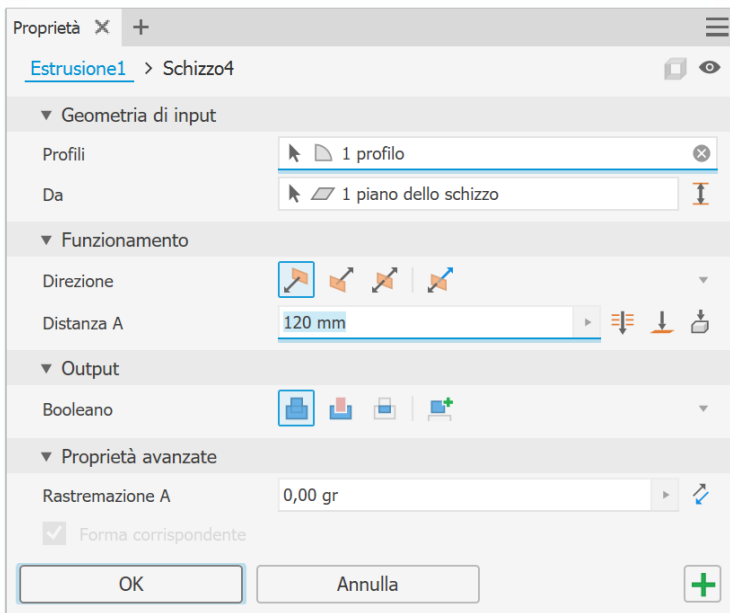 Proprietà
Estrusione1 > Schizzo4
Geometria di input
Profili 1 profilo
Da 1 piano dello schizzo
Funzionamento
Direzione
Distanza A 120 mm
Output
Booleano
Proprietà avanzate
Rastremazione A 0,00 gr
Forma corrispondente
OK Annulla